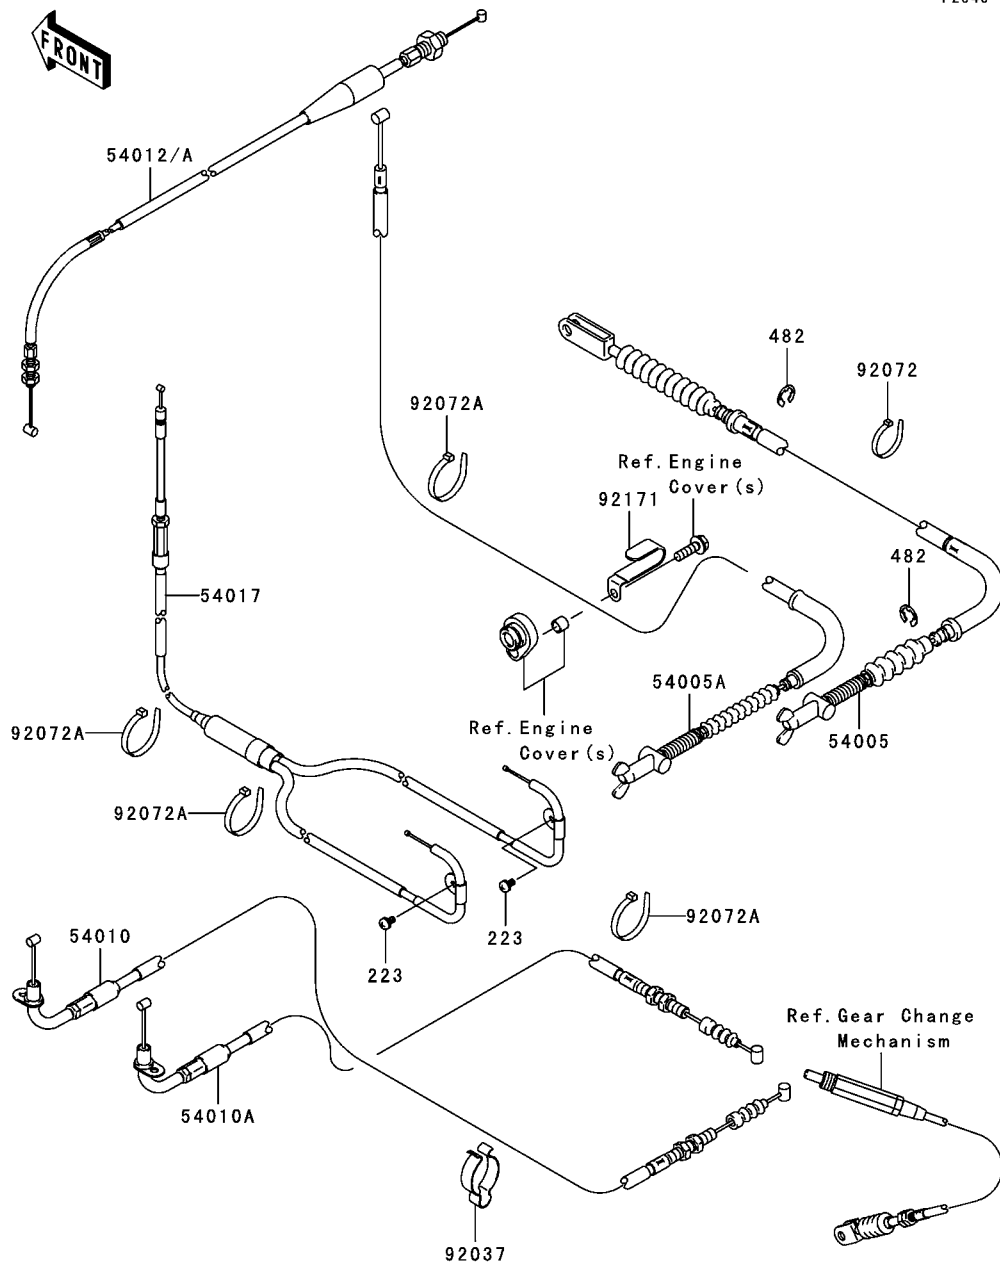 FRONT
54012/A
482
92072
92072A
Ref.Engine
Cover(s)
92171
482
54017
54005A
Ref.Engine
Cover(s)
54005
92072A
92072A
92072A
223
223
54010
Ref.Gear Change
Mechanism
54010A
92037